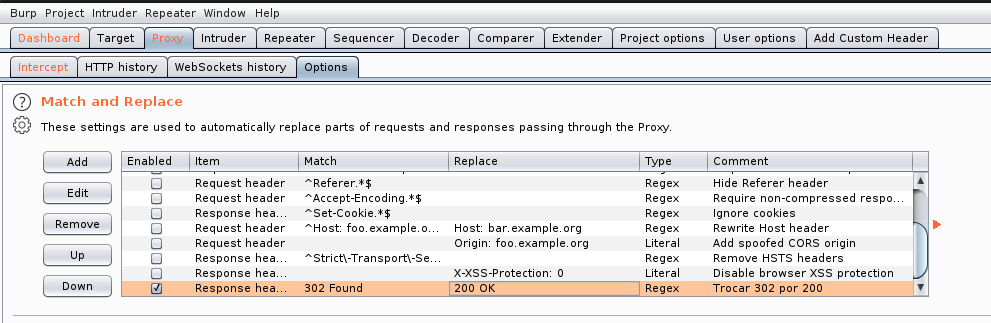 Burp Project Intruder Repeater Window Help
Dashboard Target Proxy Intruder Repeater Sequencer Decoder Comparer Extender Project options User options Add Custom Header
Intercept HTTP history WebSockets history Options
? Match and Replace
These settings are used to automatically replace parts of requests and responses passing through the Proxy.
Add Enabled Item Match Replace Type Comment
Request header ^Referer.*$ Regex Hide Referer header
Edit Request header ^Accept-Encoding.*$ Regex Require non-compressed respo...
Response hea... ^Set-Cookie.*$ Regex Ignore cookies
Remove Request header ^Host: foo.example.o... Host: bar.example.org Regex Rewrite Host header
Request header Origin: foo.example.org Literal Add spoofed CORS origin
Up Response hea... ^Strict\-Transport\-Se... Regex Remove HSTS headers
Response hea... X-XSS-Protection: 0 Literal Disable browser XSS protection
Down Response hea... 302 Found 200 OK Regex Trocar 302 por 200